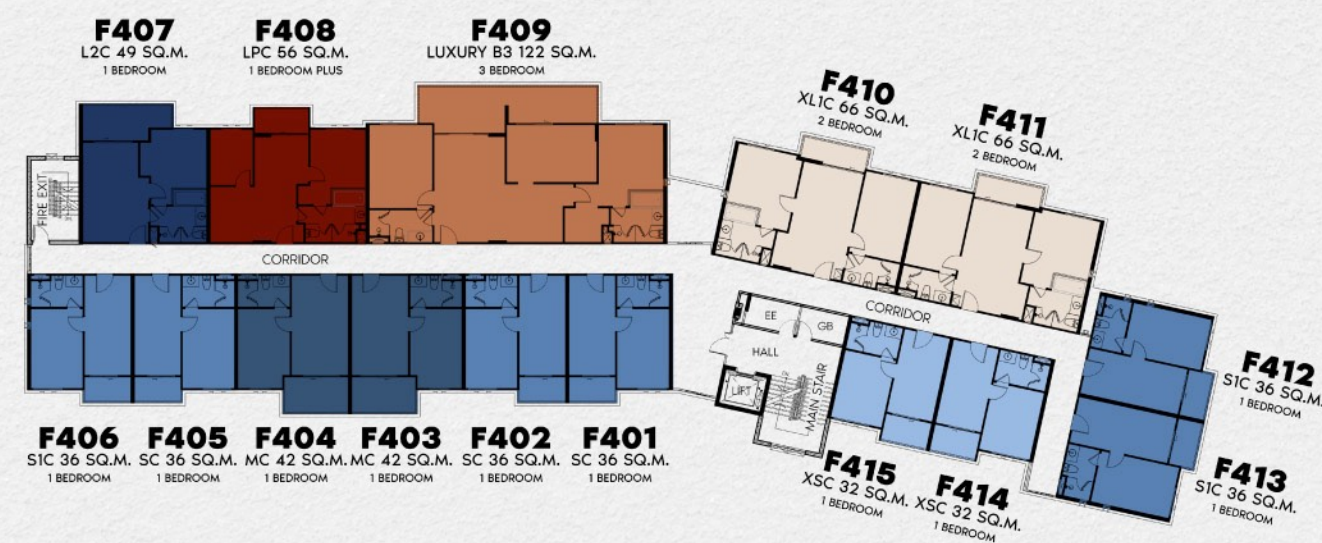 F407
L2C 49 SQ.M.
1 BEDROOM
F408
LPC 56 SQ.M.
1 BEDROOM PLUS
F409
LUXURY B3 122 SQ.M.
3 BEDROOM
F410
XL1C 66 SQ.M.
2 BEDROOM
F411
XL1C 66 SQ.M.
2 BEDROOM
FIRE EXIT
CORRIDOR
CORRIDOR
EE
GB
HALL
LIFT
MAIN STAIR
F412
S1C 36 SQ.M.
1 BEDROOM
F413
S1C 36 SQ.M.
1 BEDROOM
F406
S1C 36 SQ.M.
1 BEDROOM
F405
SC 36 SQ.M.
1 BEDROOM
F404
MC 42 SQ.M.
1 BEDROOM
F403
MC 42 SQ.M.
1 BEDROOM
F402
SC 36 SQ.M.
1 BEDROOM
F401
SC 36 SQ.M.
1 BEDROOM
F415
XSC 32 SQ.M.
1 BEDROOM
F414
XSC 32 SQ.M.
1 BEDROOM